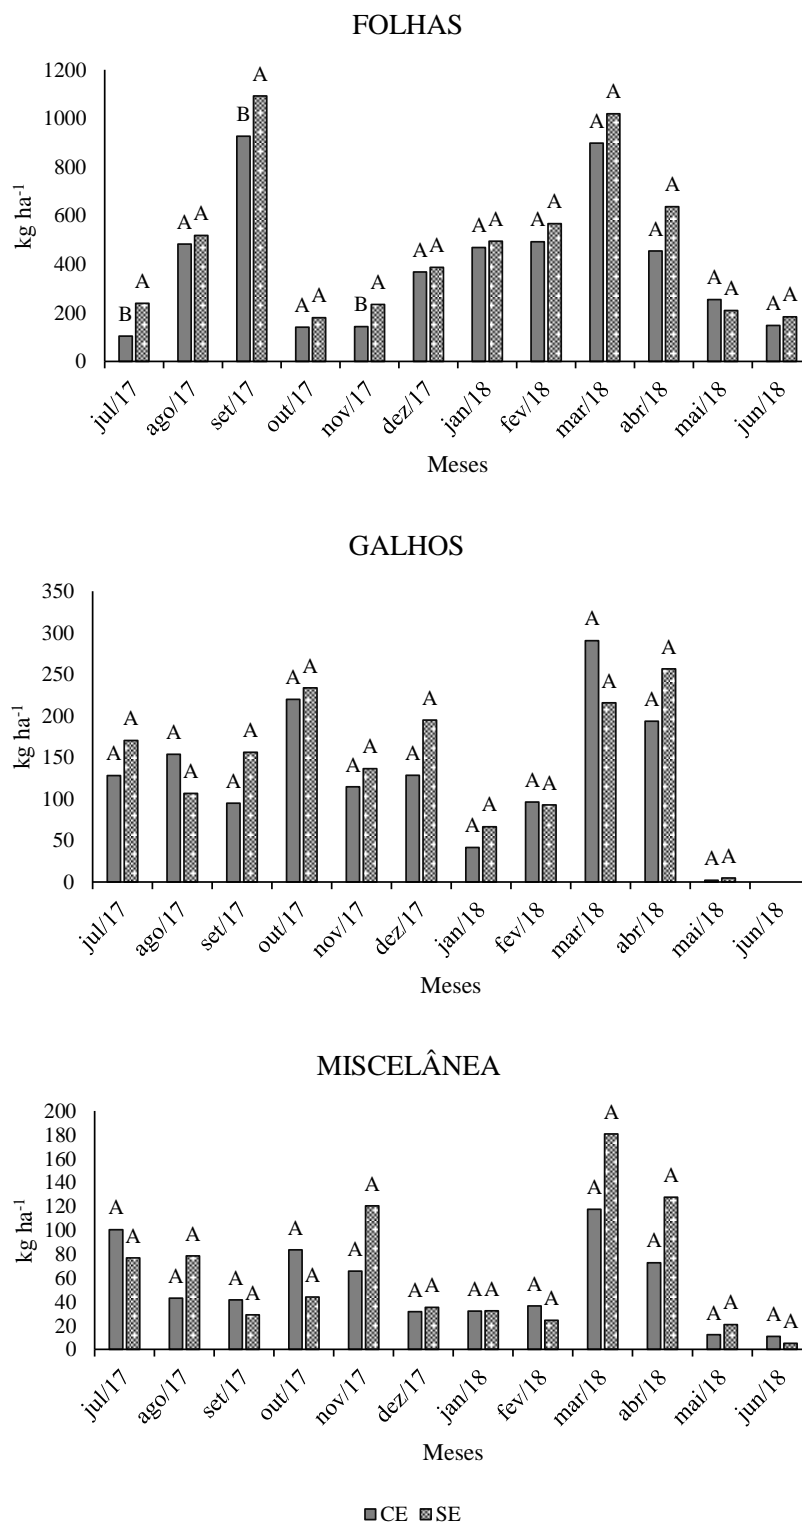 FOLHAS
1200
1000
800
600
400
200
0
kg ha-1
B A A A B A A A B A A A A A A A A A A A A A A A
jul/17 ago/17 set/17 out/17 nov/17 dez/17 jan/18 fev/18 mar/18 abr/18 mai/18 jun/18
Meses
GALHOS
350
300
250
200
150
100
50
0
kg ha-1
A A A A A A A A A A A A A A A A A A A A A A
jul/17 ago/17 set/17 out/17 nov/17 dez/17 jan/18 fev/18 mar/18 abr/18 mai/18 jun/18
Meses
MISCELÂNEA
200
180
160
140
120
100
80
60
40
20
0
kg ha-1
A A A A A A A A A A A A A A A A A A A A A A A A
jul/17 ago/17 set/17 out/17 nov/17 dez/17 jan/18 fev/18 mar/18 abr/18 mai/18 jun/18
Meses
CE SE